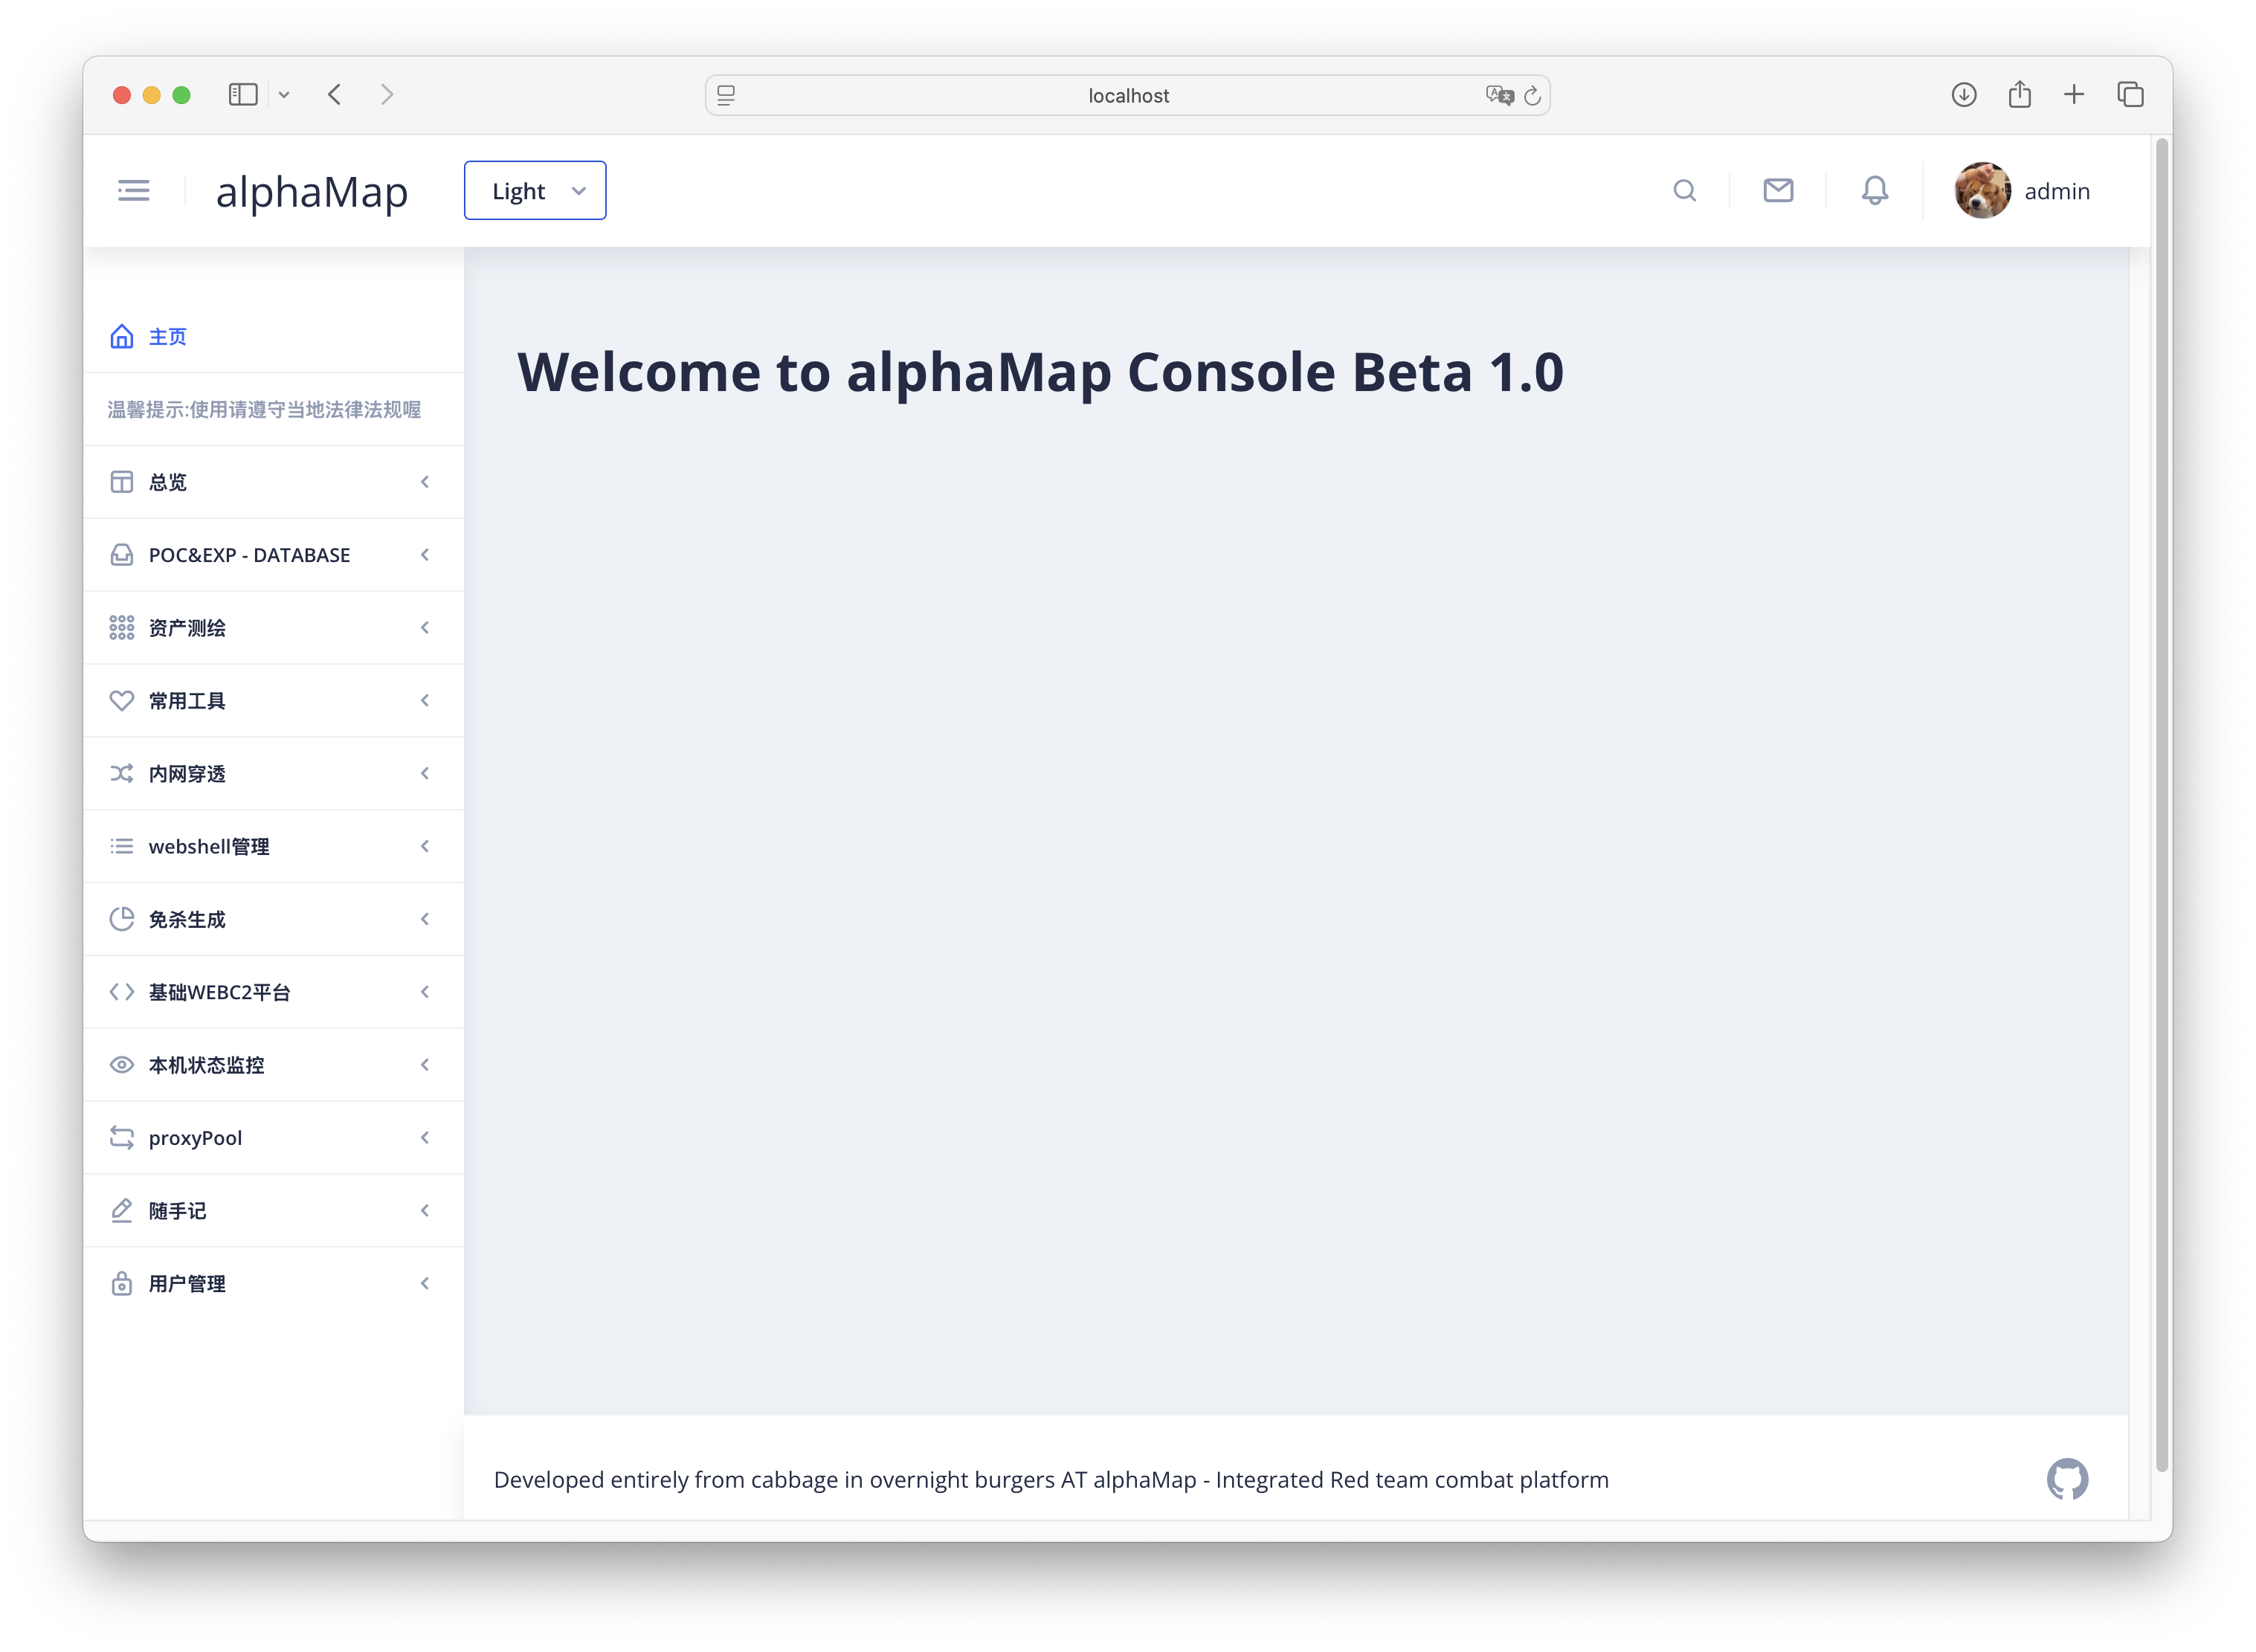 localhost
alphaMap
Light
admin
主页
温馨提示:使用请遵守当地法律法规喔
总览
POC&EXP - DATABASE
资产测绘
常用工具
内网穿透
webshell管理
免杀生成
基础WEBC2平台
本机状态监控
proxyPool
随手记
用户管理
Welcome to alphaMap Console Beta 1.0
Developed entirely from cabbage in overnight burgers AT alphaMap - Integrated Red team combat platform